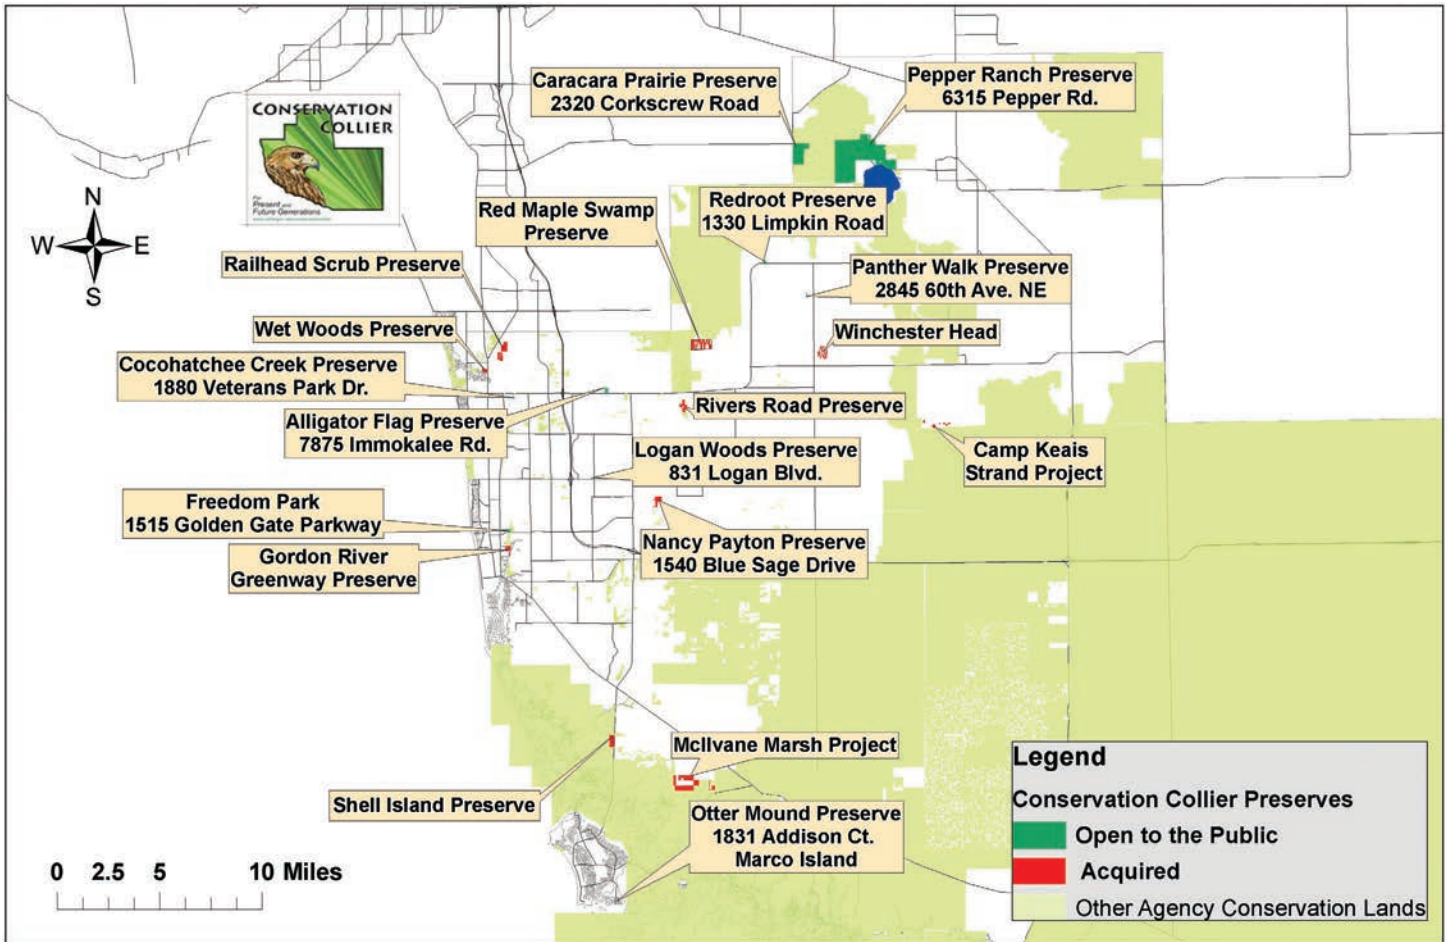 CONSERVATION
COLLIER
For
Present and
Future Generations
N
W
E
S
Caracara Prairie Preserve
2320 Corkscrew Road
Pepper Ranch Preserve
6315 Pepper Rd.
Red Maple Swamp
Preserve
Redroot Preserve
1330 Limpkin Road
Railhead Scrub Preserve
Panther Walk Preserve
2845 60th Ave. NE
Wet Woods Preserve
Winchester Head
Cocohatchee Creek Preserve
1880 Veterans Park Dr.
Alligator Flag Preserve
7875 Immokalee Rd.
Rivers Road Preserve
Logan Woods Preserve
831 Logan Blvd.
Camp Keais
Strand Project
Freedom Park
1515 Golden Gate Parkway
Gordon River
Greenway Preserve
Nancy Payton Preserve
1540 Blue Sage Drive
McIlvane Marsh Project
Shell Island Preserve
Otter Mound Preserve
1831 Addison Ct.
Marco Island
0 2.5 5 10 Miles
Legend
Conservation Collier Preserves
Open to the Public
Acquired
Other Agency Conservation Lands